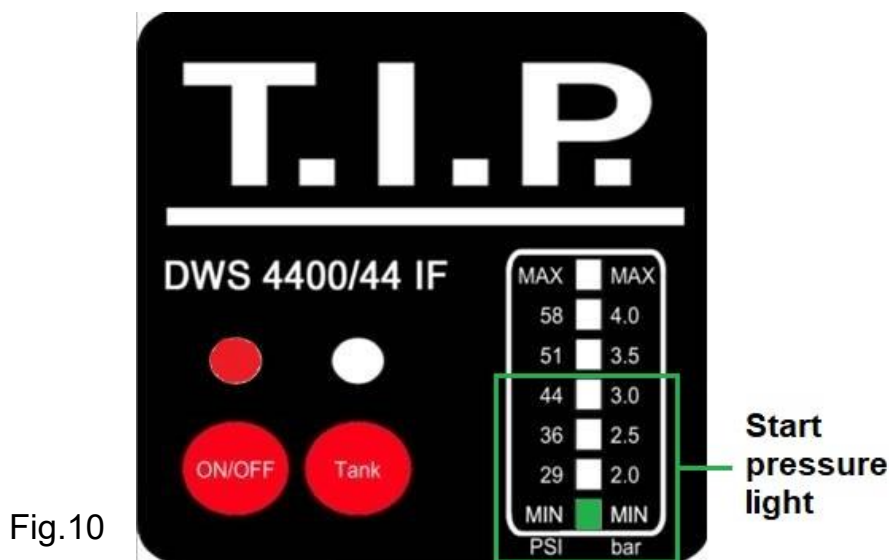 T.I.P.
DWS 4400/44 IF
MAX MAX
58 4.0
51 3.5
44 3.0
36 2.5
29 2.0
MIN MIN
PSI bar
ON/OFF Tank
Start
pressure
light
Fig.10